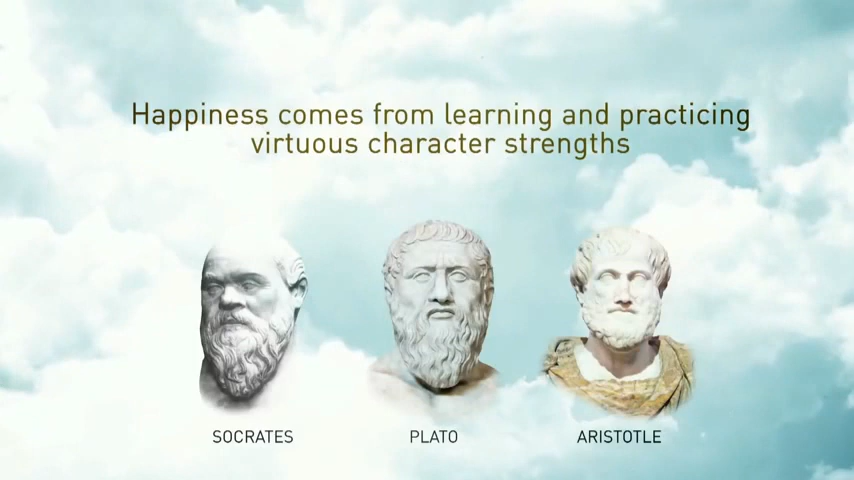 Happiness comes from learning and practicing
virtuous character strengths
SOCRATES
PLATO
ARISTOTLE